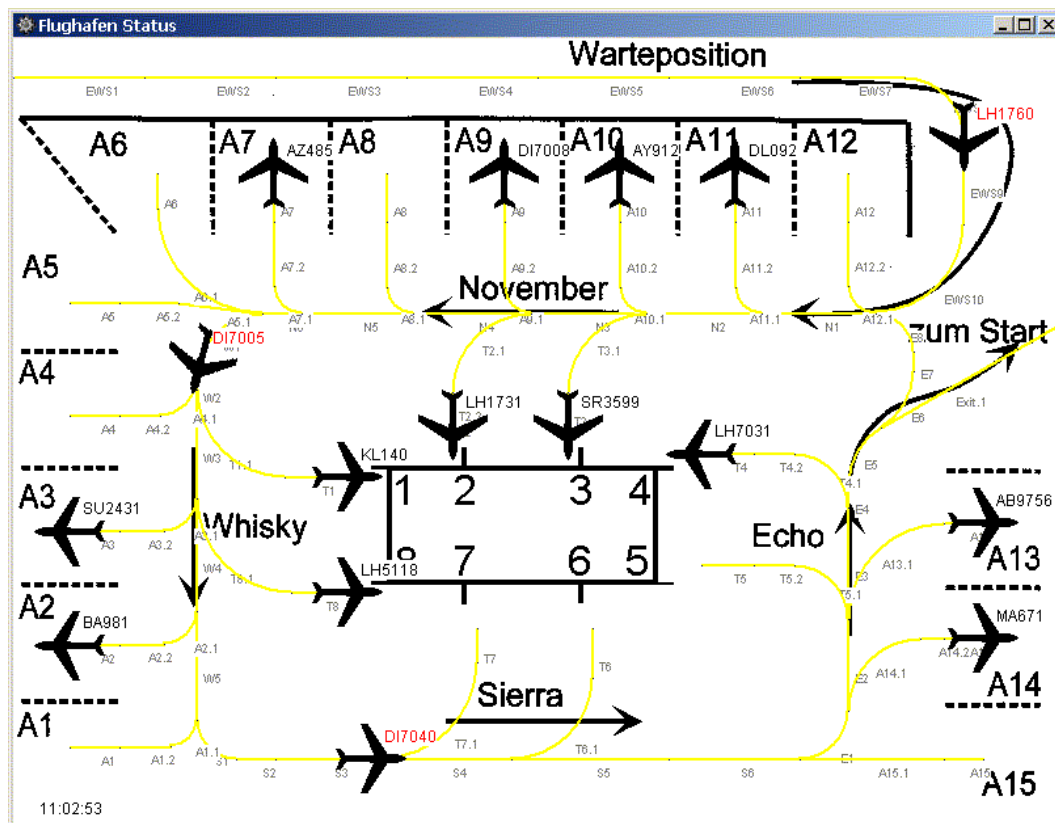 Flughafen Status
Warteposition
EWS1 EWS2 EWS3 EWS4 EWS5 EWS6 EWS7
LH1760
A6 A7 A8 A9 A10 A11 A12
AZ485 DI7008 AY912 DL092
EWS9
A6 A7 A8 A9 A10 A11 A12
A5
A7.2 A8.2 A9.2 A10.2 A11.2 A12.2
November
A6.1 EWS10
A5 A5.2 A5.1 A7.1 A8.1 A9.1 A10.1 A11.1 A12.1
N5 N4 N3 N2 N1
zum Start
DI7005
T2.1 T3.1
E7
A4
W2
LH1731 SR3599
Exit.1
A4 A4.2 A4.1
T2.2
E6
LH7031
W3 T1.1 KL140
T4 T4.2 E5
T4.1
A3
T1
1 2 3 4
SU2431
AB9756
E4
Whisky
Echo
A3 A3.2 A3.1
A13
W4 T8.1 LH5118
8 7 6 5
T5 T5.2 E3 A13.1
A2
T8
T5.1
BA981
MA671
A2 A2.2 A2.1
A14.2
T7 T6
W5
E2 A14.1
A14
Sierra
A1
DI7040
A1 A1.2 A1.1
T7.1 T6.1
S1 S2 S3 S4 S5 S6 E1 A15.1 A15
A15
11:02:53